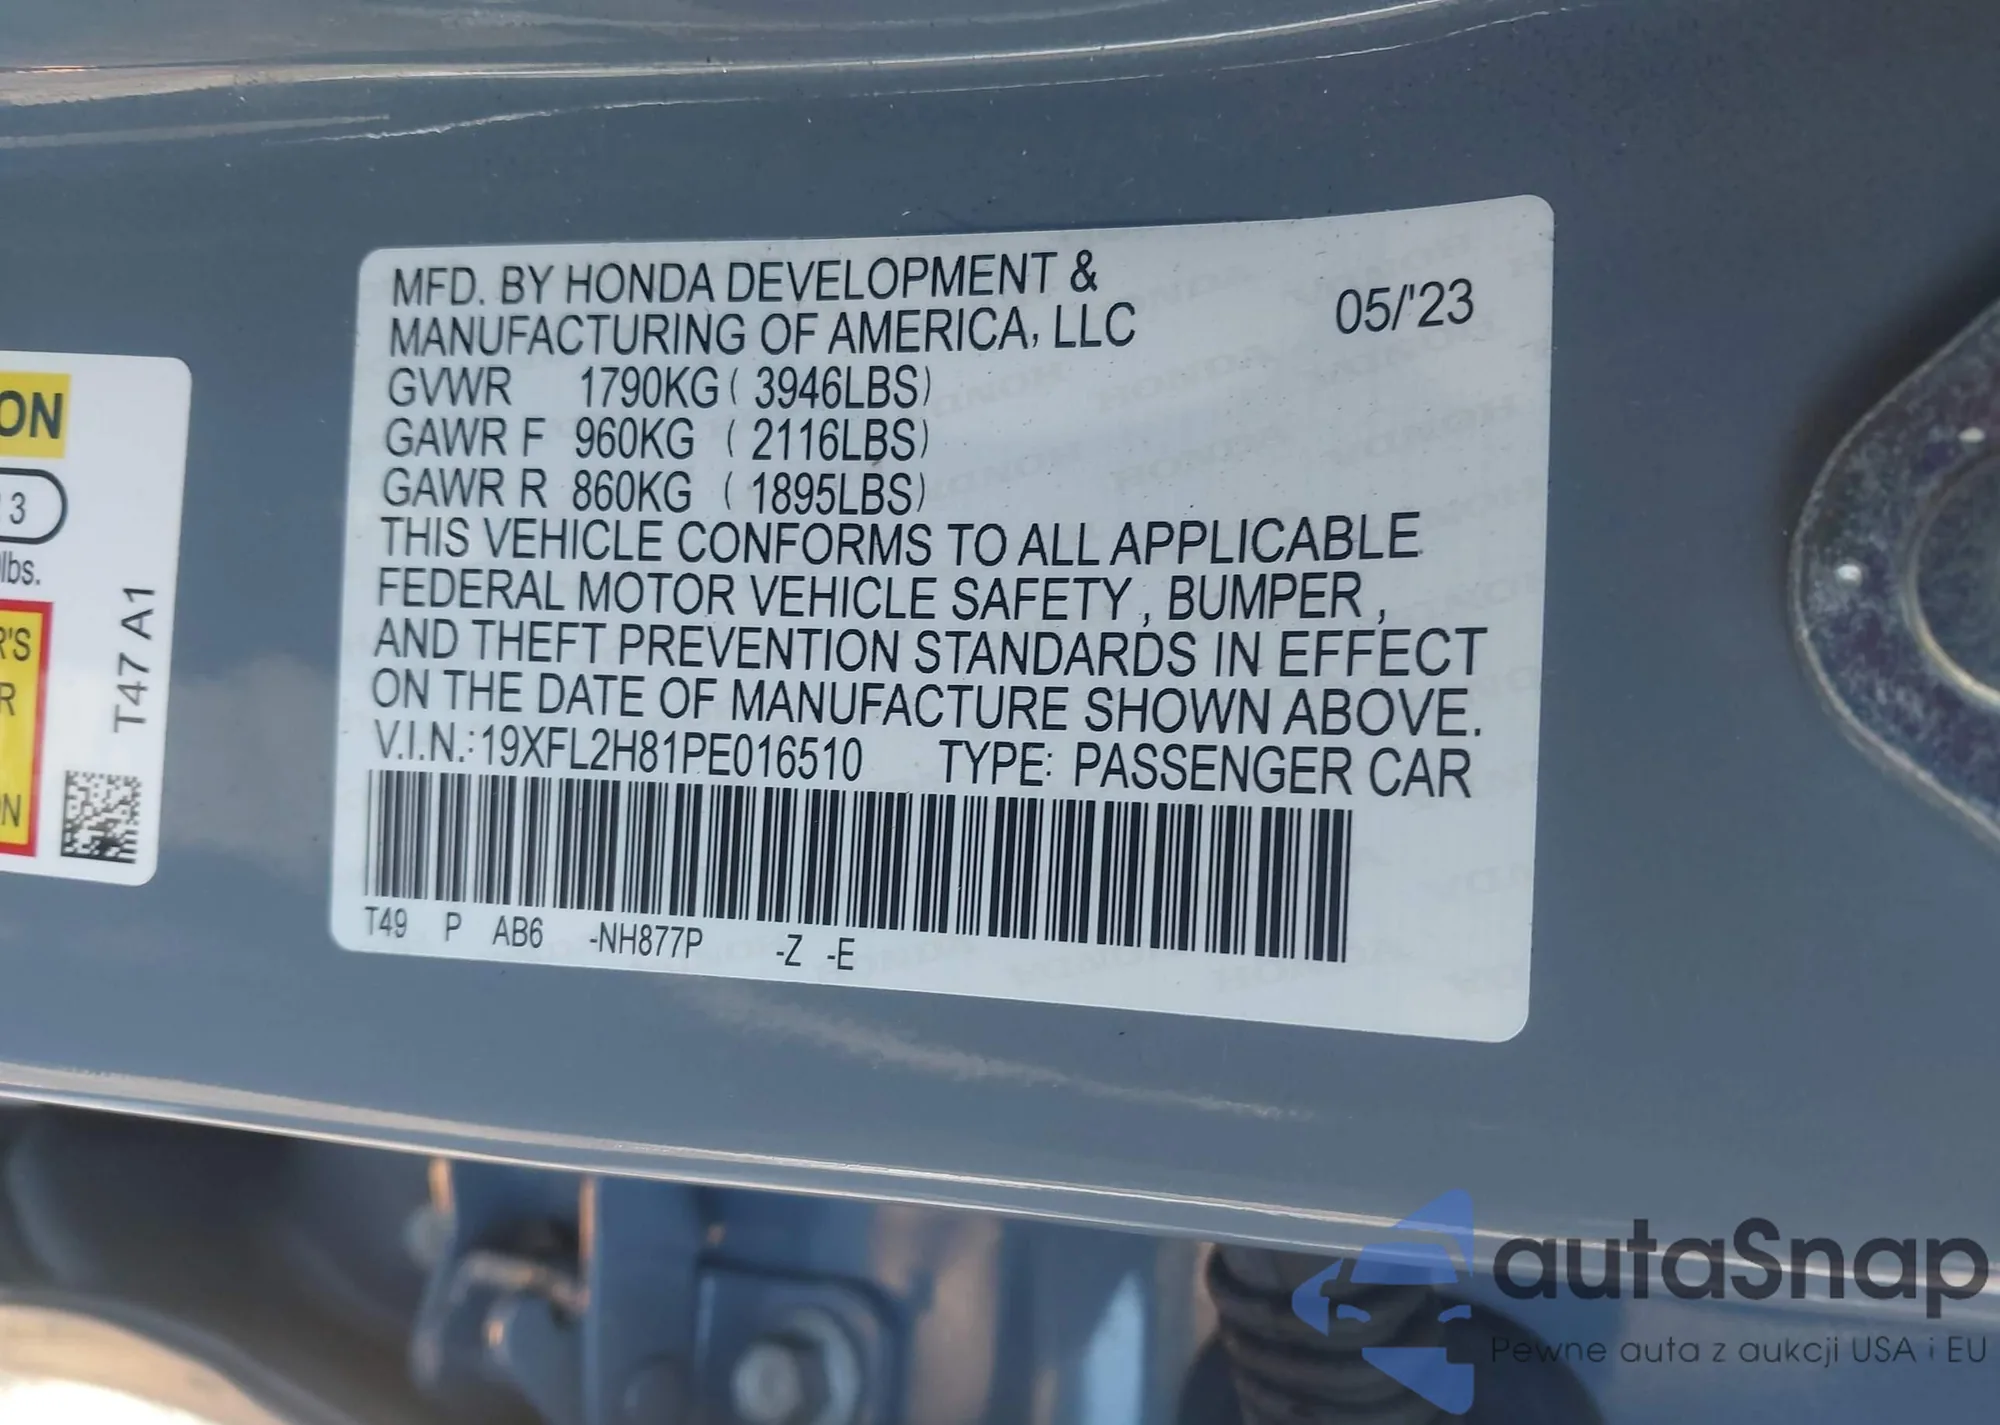 MFD. BY HONDA DEVELOPMENT &
MANUFACTURING OF AMERICA, LLC
05/'23
GVWR 1790KG ( 3946LBS)
GAWR F 960KG ( 2116LBS)
GAWR R 860KG ( 1895LBS)
THIS VEHICLE CONFORMS TO ALL APPLICABLE
FEDERAL MOTOR VEHICLE SAFETY , BUMPER ,
AND THEFT PREVENTION STANDARDS IN EFFECT
ON THE DATE OF MANUFACTURE SHOWN ABOVE.
V.I.N.: 19XFL2H81PE016510 TYPE: PASSENGER CAR
T49 P AB6 -NH877P -Z -E
ON
3
lbs.
R'S
R
N
T47 A1
autaSnap
Pewne auta z aukcji USA i EU